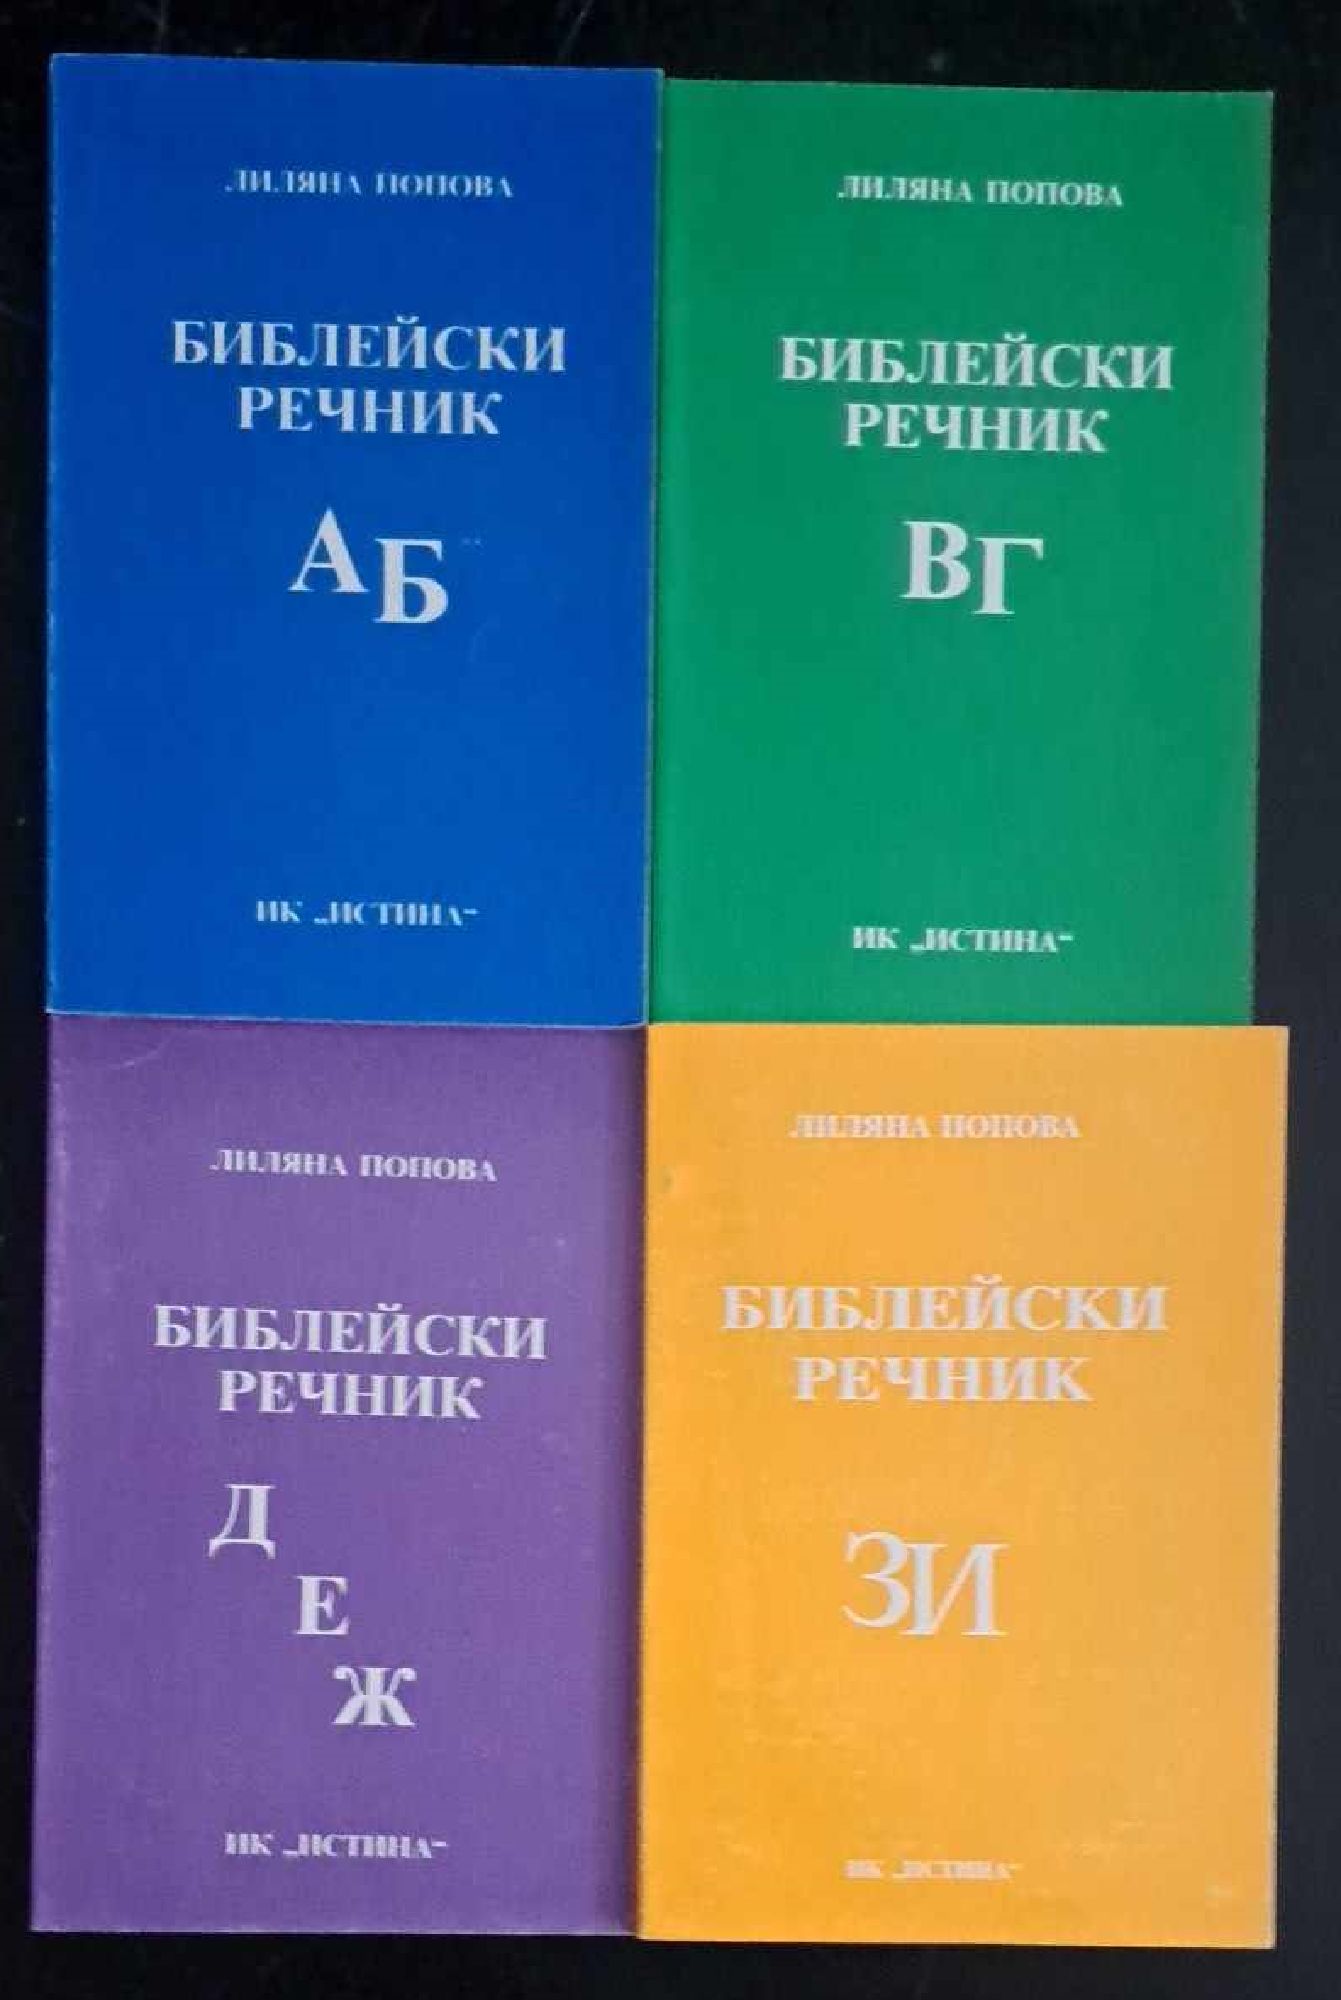 ЛИЛЯНА ПОПОВА
БИБЛЕЙСКИ
РЕЧНИК
АБ
ИК „ИСТИНА“
ЛИЛЯНА ПОПОВА
БИБЛЕЙСКИ
РЕЧНИК
ВГ
ИК „ИСТИНА“
ЛИЛЯНА ПОПОВА
БИБЛЕЙСКИ
РЕЧНИК
Д
Е
Ж
ИК „ИСТИНА“
ЛИЛЯНА ПОПОВА
БИБЛЕЙСКИ
РЕЧНИК
ЗИ
ИК „ИСТИНА“